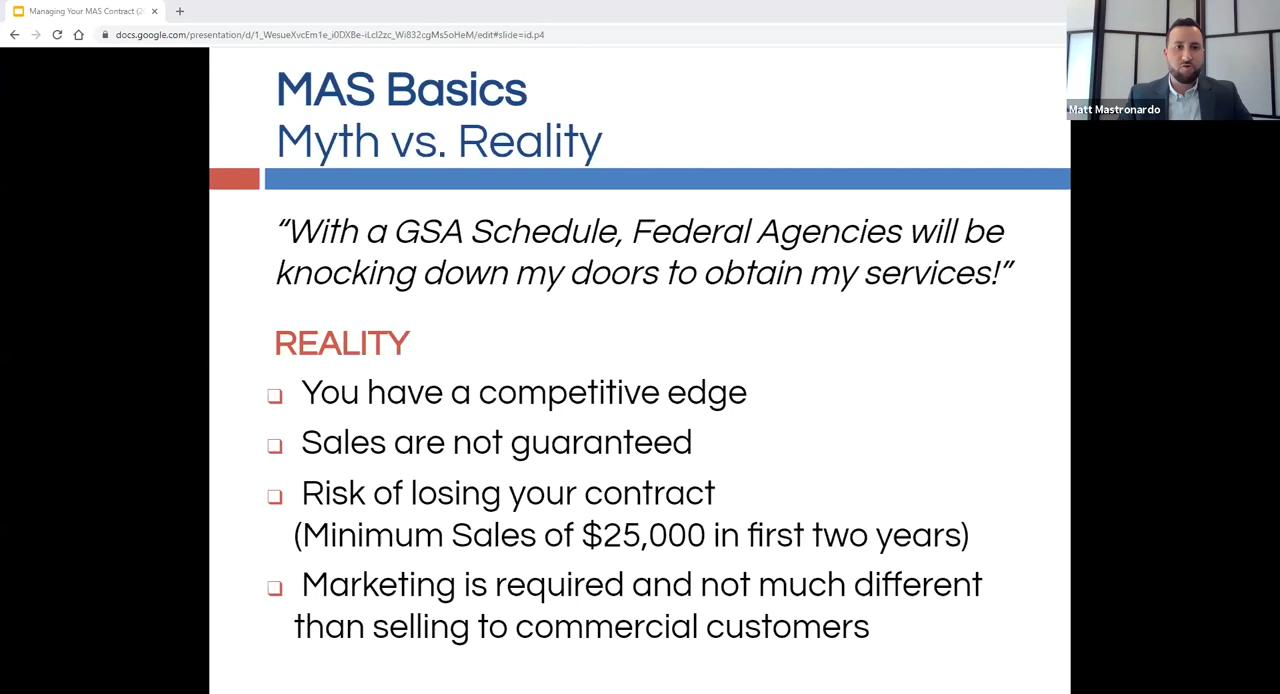 Managing Your MAS Contract (2
docs.google.com/presentation/d/1_WesueXvcEm1e_i0DXBe-iLcI2zc_Wi832cgMs5oHeM/edit#slide=id.p4
Matt Mastronardo
MAS Basics
Myth vs. Reality
“With a GSA Schedule, Federal Agencies will be
knocking down my doors to obtain my services!”
REALITY
You have a competitive edge
Sales are not guaranteed
Risk of losing your contract
(Minimum Sales of $25,000 in first two years)
Marketing is required and not much different
than selling to commercial customers